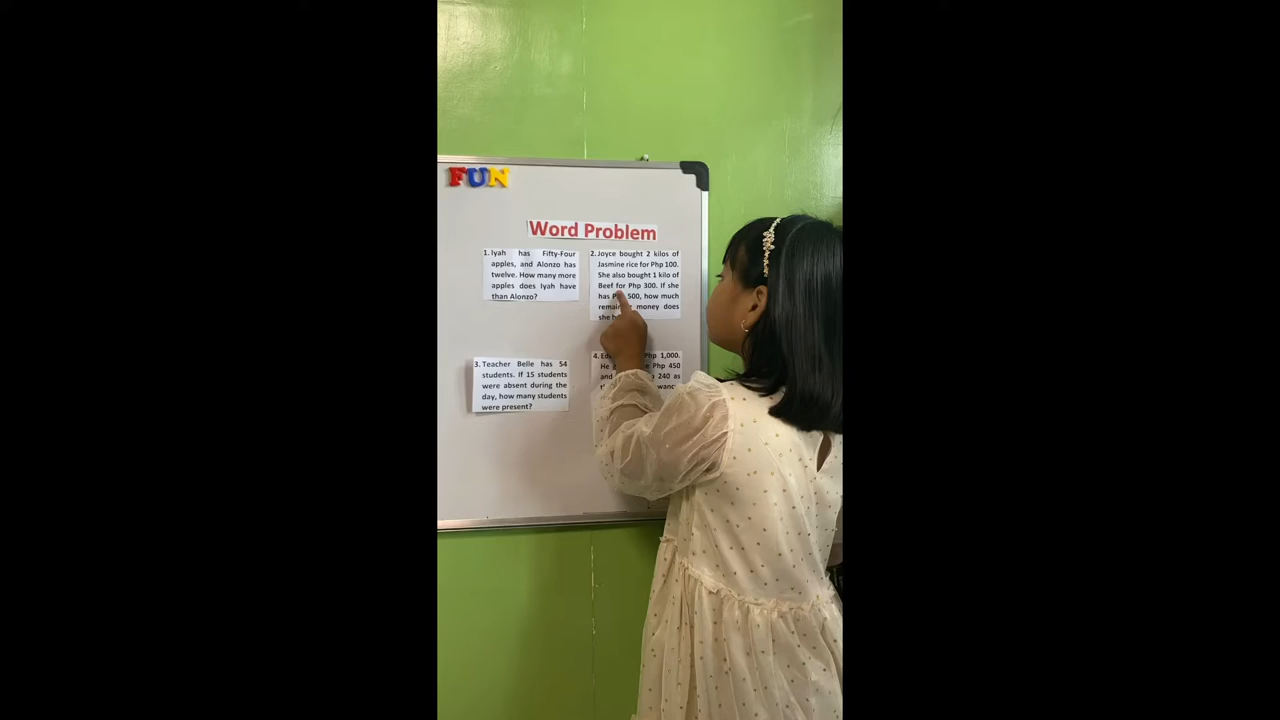 FUN
Word Problem
1. Iyah has Fifty-Four
apples, and Alonzo has
twelve. How many more
apples does Iyah have
than Alonzo?
2. Joyce bought 2 kilos of
Jasmine rice for Php 100.
She also bought 1 kilo of
Beef for Php 300. If she
has 500, how much
money does
she
3. Teacher Belle has 54
students. If 15 students
were absent during the
day, how many students
were present?
4. Php 1,000.
He Php 450
and 240 as